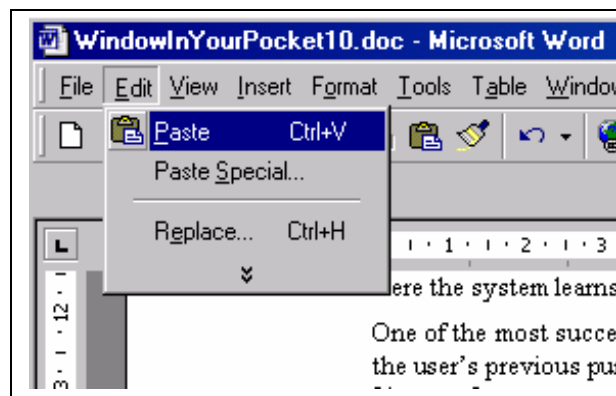 WindowInYourPocket10.doc - Microsoft Word
File Edit View Insert Format Tools Table Window
Paste Ctrl+V
Paste Special...
Replace... Ctrl+H
1 2 3
12
ere the system learns
One of the most succe
the user's previous pu